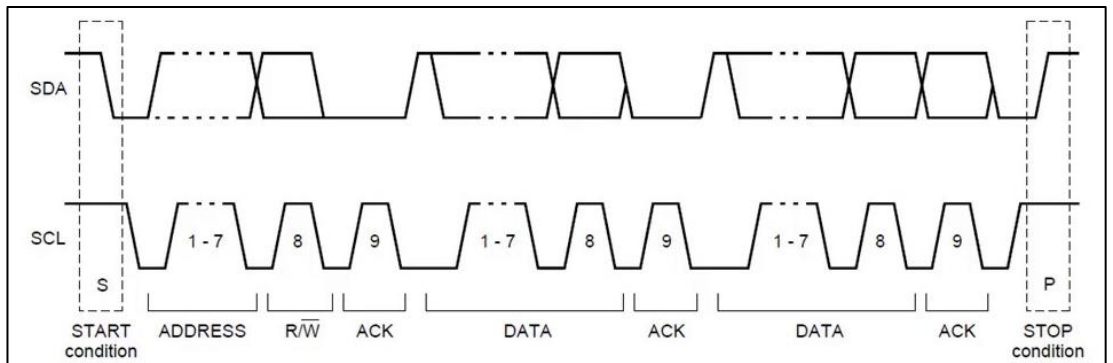 SDA
SCL
1 - 7 8 9 1 - 7 8 9 1 - 7 8 9
S P
START ADDRESS R/W̅ ACK DATA ACK DATA ACK STOP
condition condition